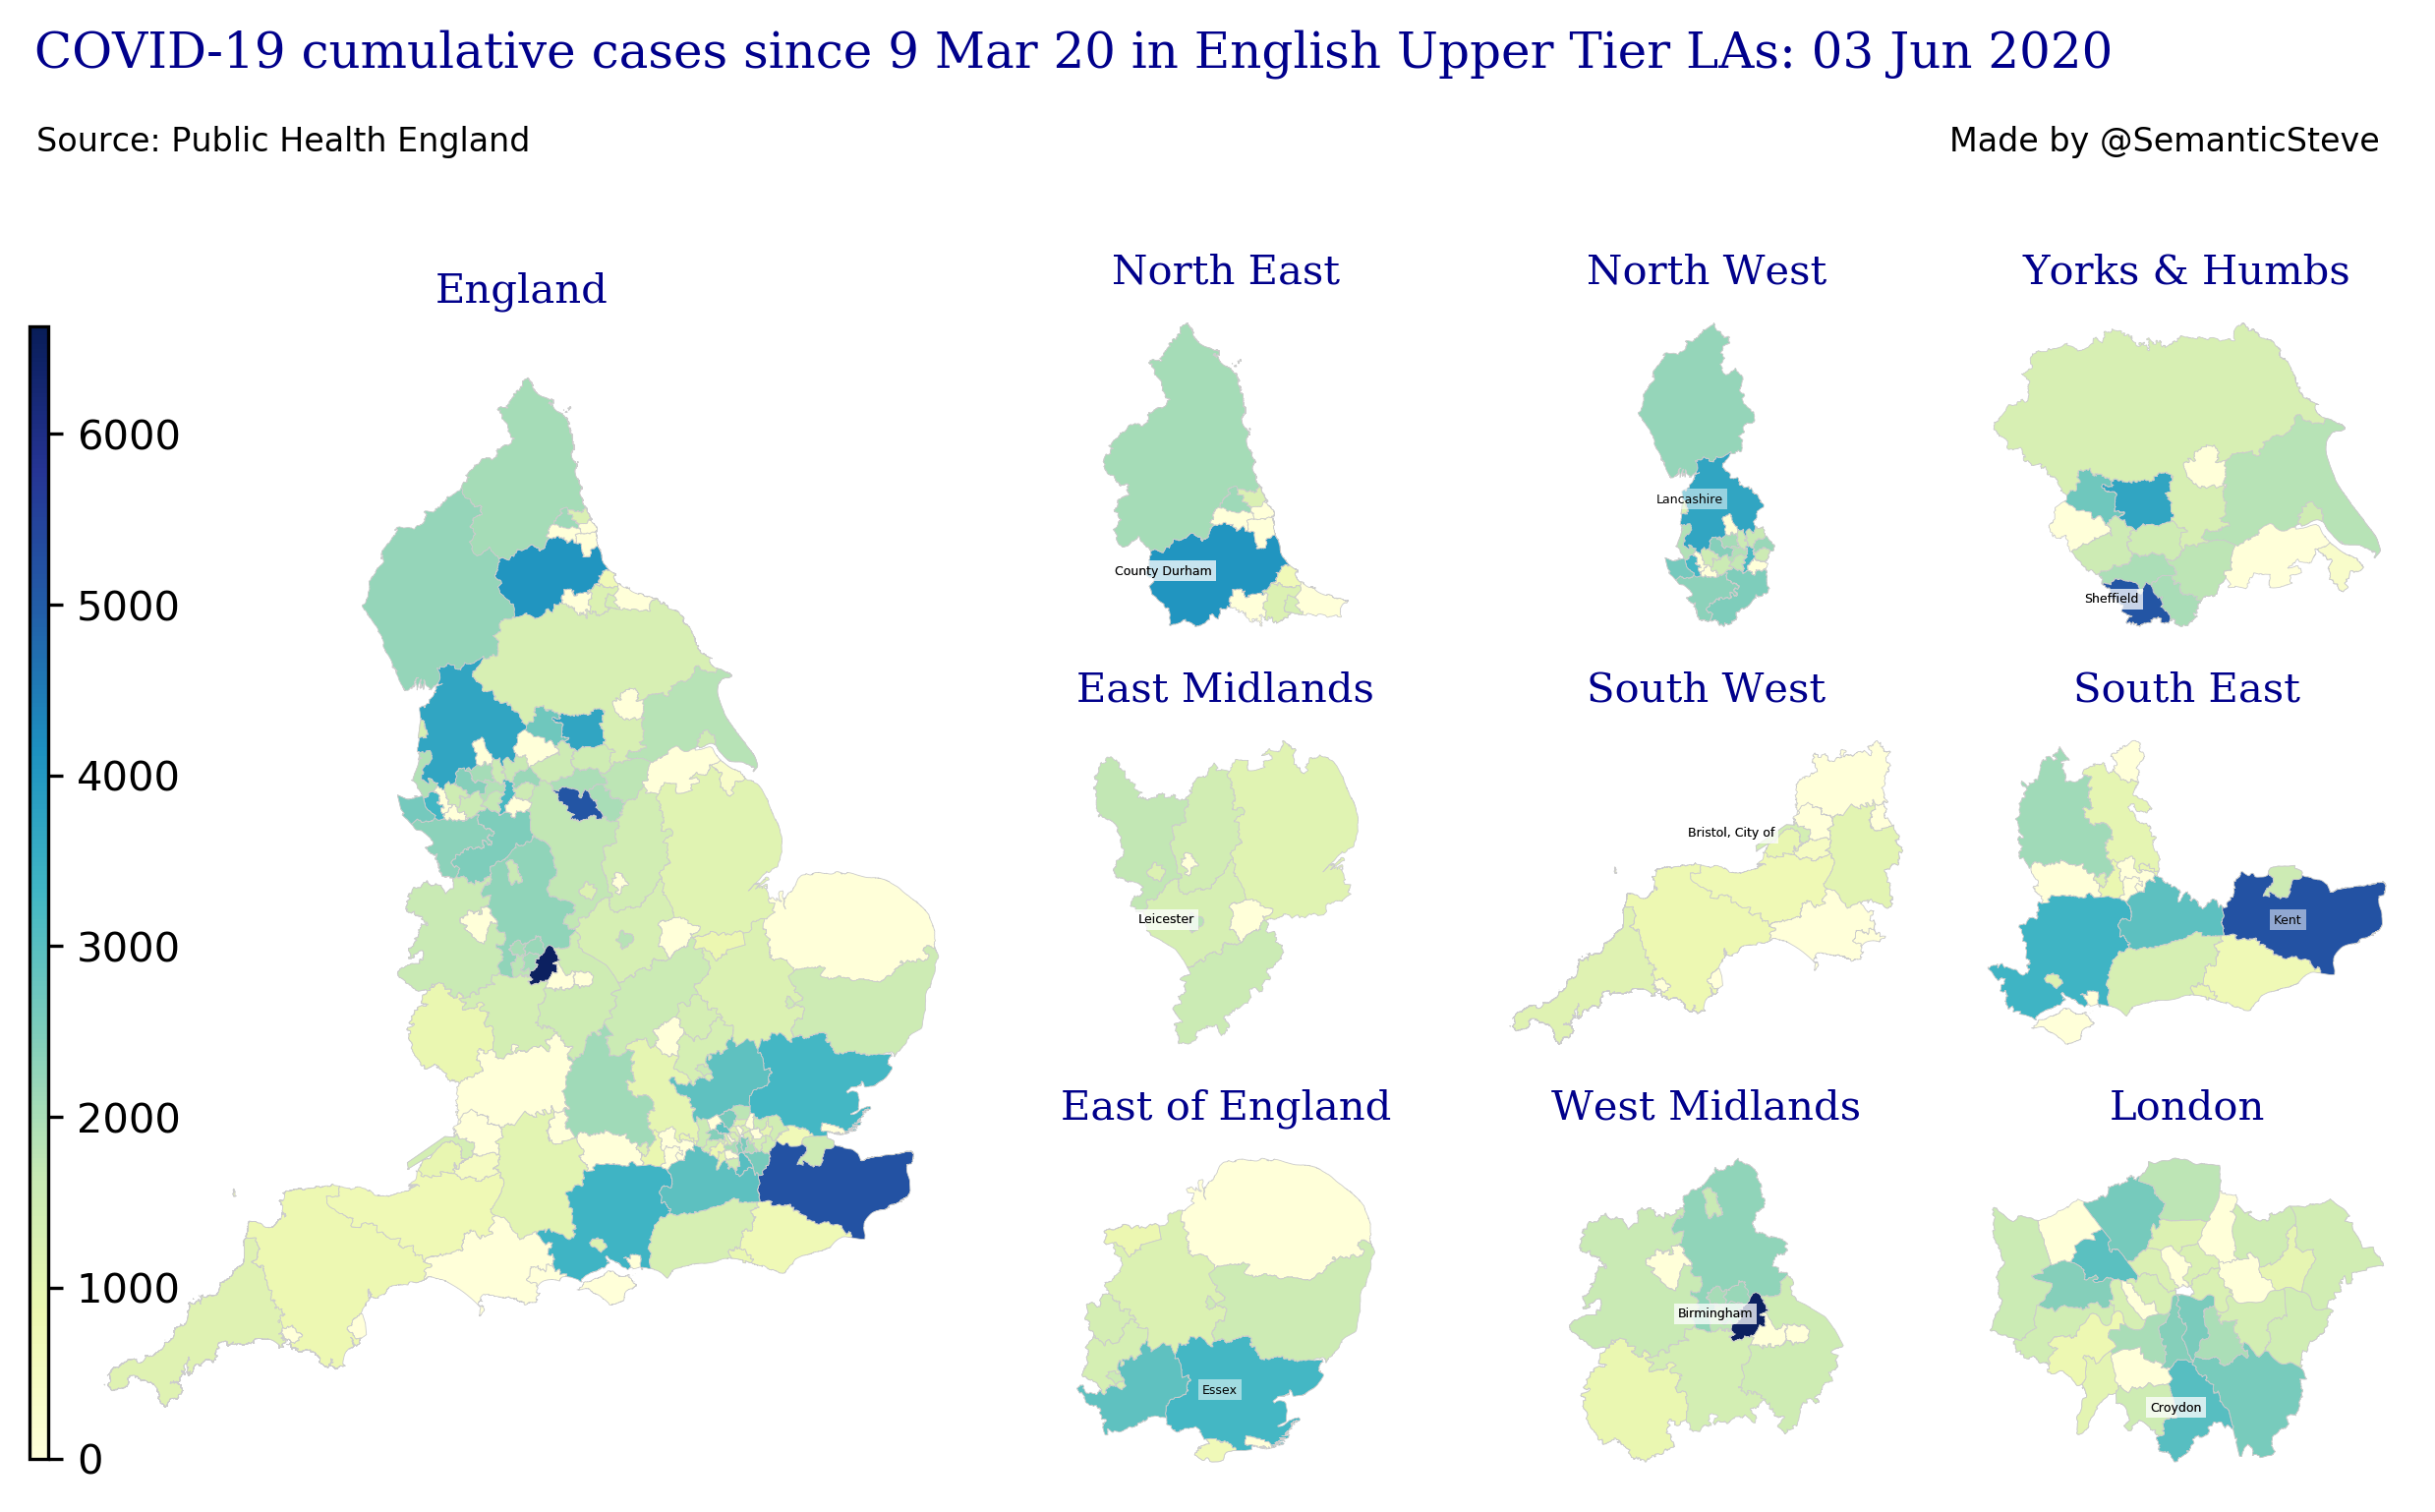 COVID-19 cumulative cases since 9 Mar 20 in English Upper Tier LAs: 03 Jun 2020
Source: Public Health England
Made by @SemanticSteve
England
6000
5000
4000
3000
2000
1000
0
North East
County Durham
North West
Lancashire
Yorks & Humbs
Sheffield
East Midlands
Leicester
South West
Bristol, City of
South East
Kent
East of England
Essex
West Midlands
Birmingham
London
Croydon